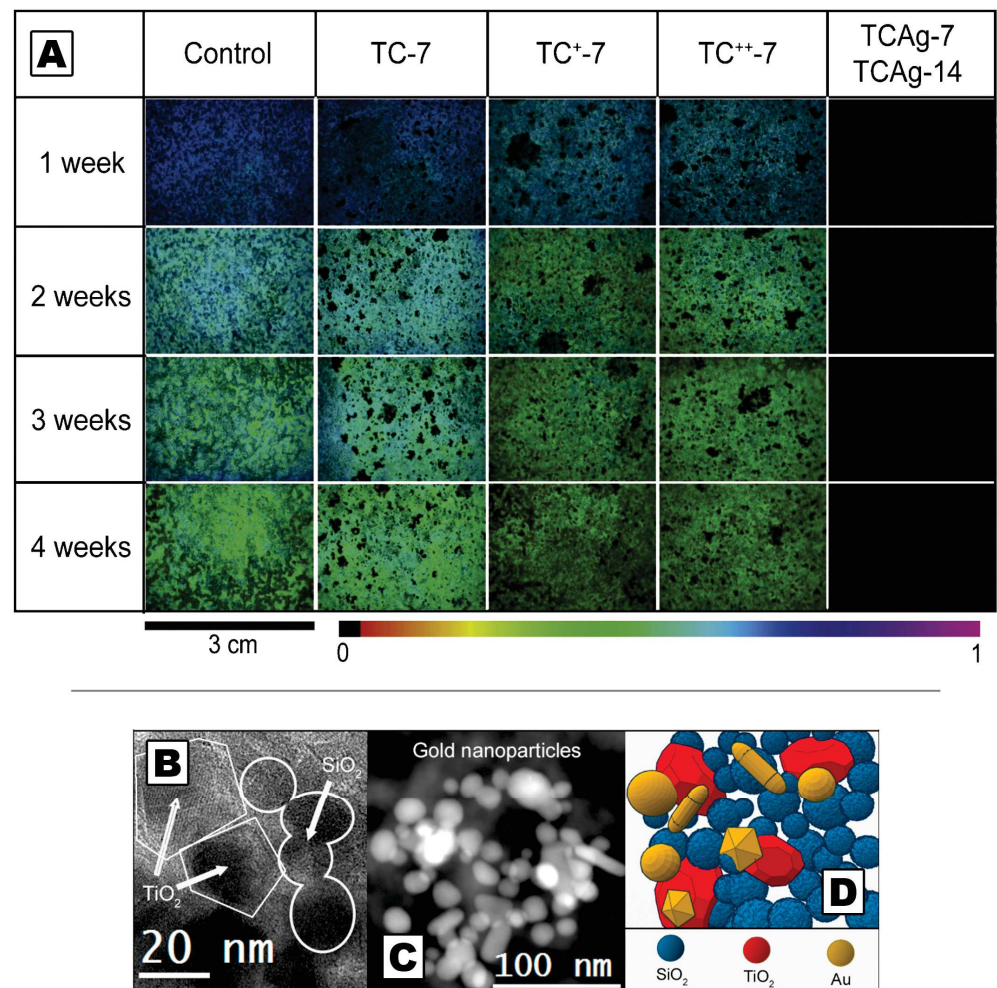 A
Control
TC-7
TC⁺-7
TC⁺⁺-7
TCAg-7
TCAg-14
1 week
2 weeks
3 weeks
4 weeks
3 cm
0
1
B
SiO₂
TiO₂
20 nm
Gold nanoparticles
C
100 nm
D
SiO₂
TiO₂
Au